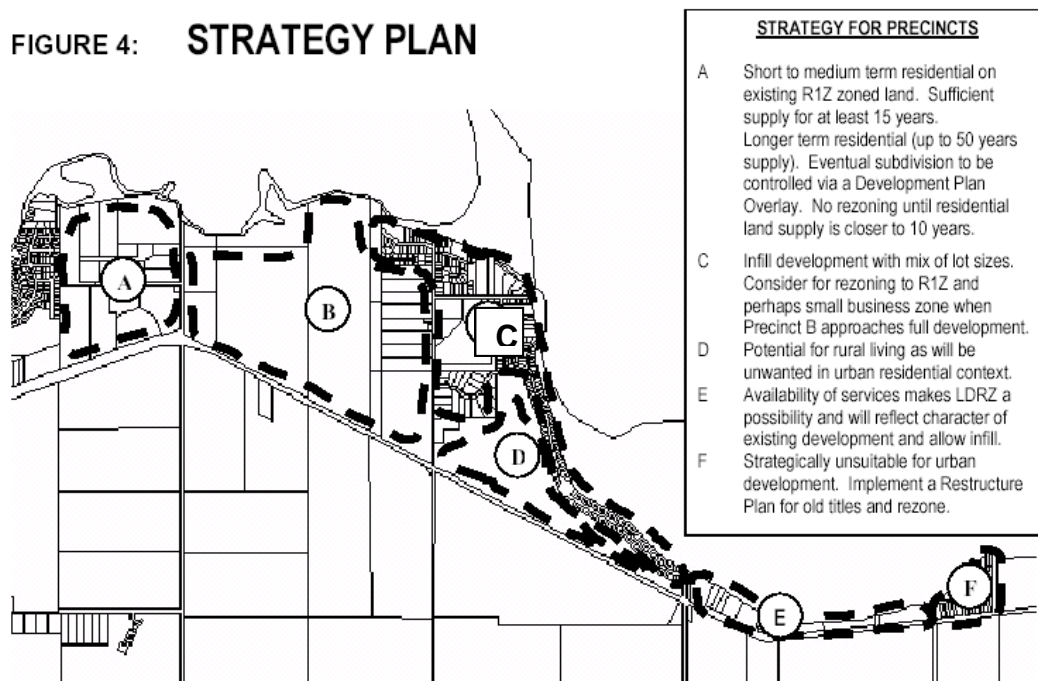 FIGURE 4: STRATEGY PLAN
STRATEGY FOR PRECINCTS
A Short to medium term residential on
existing R1Z zoned land. Sufficient
supply for at least 15 years.
Longer term residential (up to 50 years
supply). Eventual subdivision to be
controlled via a Development Plan
Overlay. No rezoning until residential
land supply is closer to 10 years.
C Infill development with mix of lot sizes.
Consider for rezoning to R1Z and
perhaps small business zone when
Precinct B approaches full development.
D Potential for rural living as will be
unwanted in urban residential context.
E Availability of services makes LDRZ a
possibility and will reflect character of
existing development and allow infill.
F Strategically unsuitable for urban
development. Implement a Restructure
Plan for old titles and rezone.
A
B
C
D
E
F